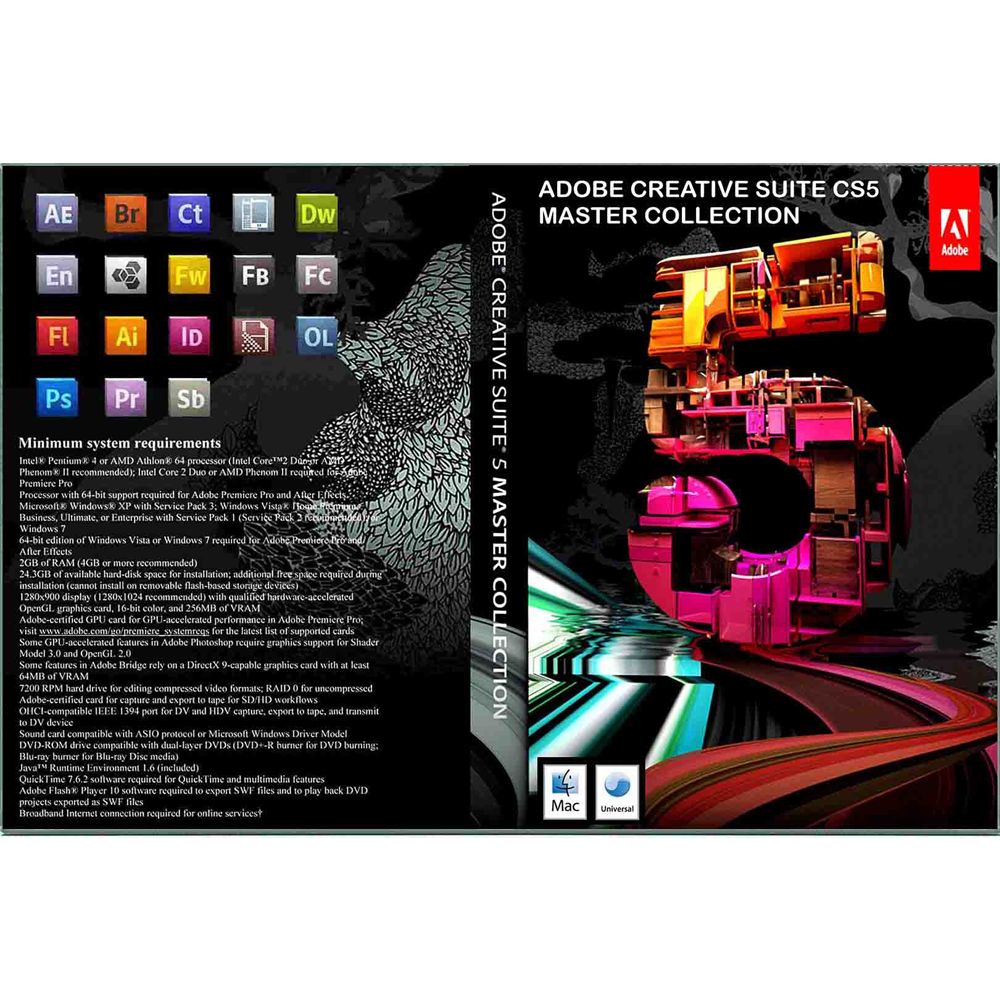 AE Br Ct Dw
En Fw FB FC
Fl Ai ID OL
Ps Pr Sb
Minimum system requirements
Intel® Pentium® 4 or AMD Athlon® 64 processor (Intel Core™2 Duo or AMD
Phenom® II recommended); Intel Core 2 Duo or AMD Phenom II required for Adobe
Premiere Pro
Processor with 64-bit support required for Adobe Premiere Pro and After Effects
Microsoft® Windows® XP with Service Pack 3; Windows Vista® Home Premium,
Business, Ultimate, or Enterprise with Service Pack 1 (Service Pack 2 recommended); or
Windows 7
64-bit edition of Windows Vista or Windows 7 required for Adobe Premiere Pro and
After Effects
2GB of RAM (4GB or more recommended)
24.3GB of available hard-disk space for installation; additional free space required during
installation (cannot install on removable flash-based storage devices)
1280x900 display (1280x1024 recommended) with qualified hardware-accelerated
OpenGL graphics card, 16-bit color, and 256MB of VRAM
Adobe-certified GPU card for GPU-accelerated performance in Adobe Premiere Pro;
visit www.adobe.com/go/premiere_systemreqs for the latest list of supported cards
Some GPU-accelerated features in Adobe Photoshop require graphics support for Shader
Model 3.0 and OpenGL 2.0
Some features in Adobe Bridge rely on a DirectX 9-capable graphics card with at least
64MB of VRAM
7200 RPM hard drive for editing compressed video formats; RAID 0 for uncompressed
Adobe-certified card for capture and export to tape for SD/HD workflows
OHCI-compatible IEEE 1394 port for DV and HDV capture, export to tape, and transmit
to DV device
Sound card compatible with ASIO protocol or Microsoft Windows Driver Model
DVD-ROM drive compatible with dual-layer DVDs (DVD+-R burner for DVD burning;
Blu-ray burner for Blu-ray Disc media)
Java™ Runtime Environment 1.6 (included)
QuickTime 7.6.2 software required for QuickTime and multimedia features
Adobe Flash® Player 10 software required to export SWF files and to play back DVD
projects exported as SWF files
Broadband Internet connection required for online services†
ADOBE® CREATIVE SUITE® 5 MASTER COLLECTION
ADOBE CREATIVE SUITE CS5
MASTER COLLECTION
Adobe
5
Mac
Universal